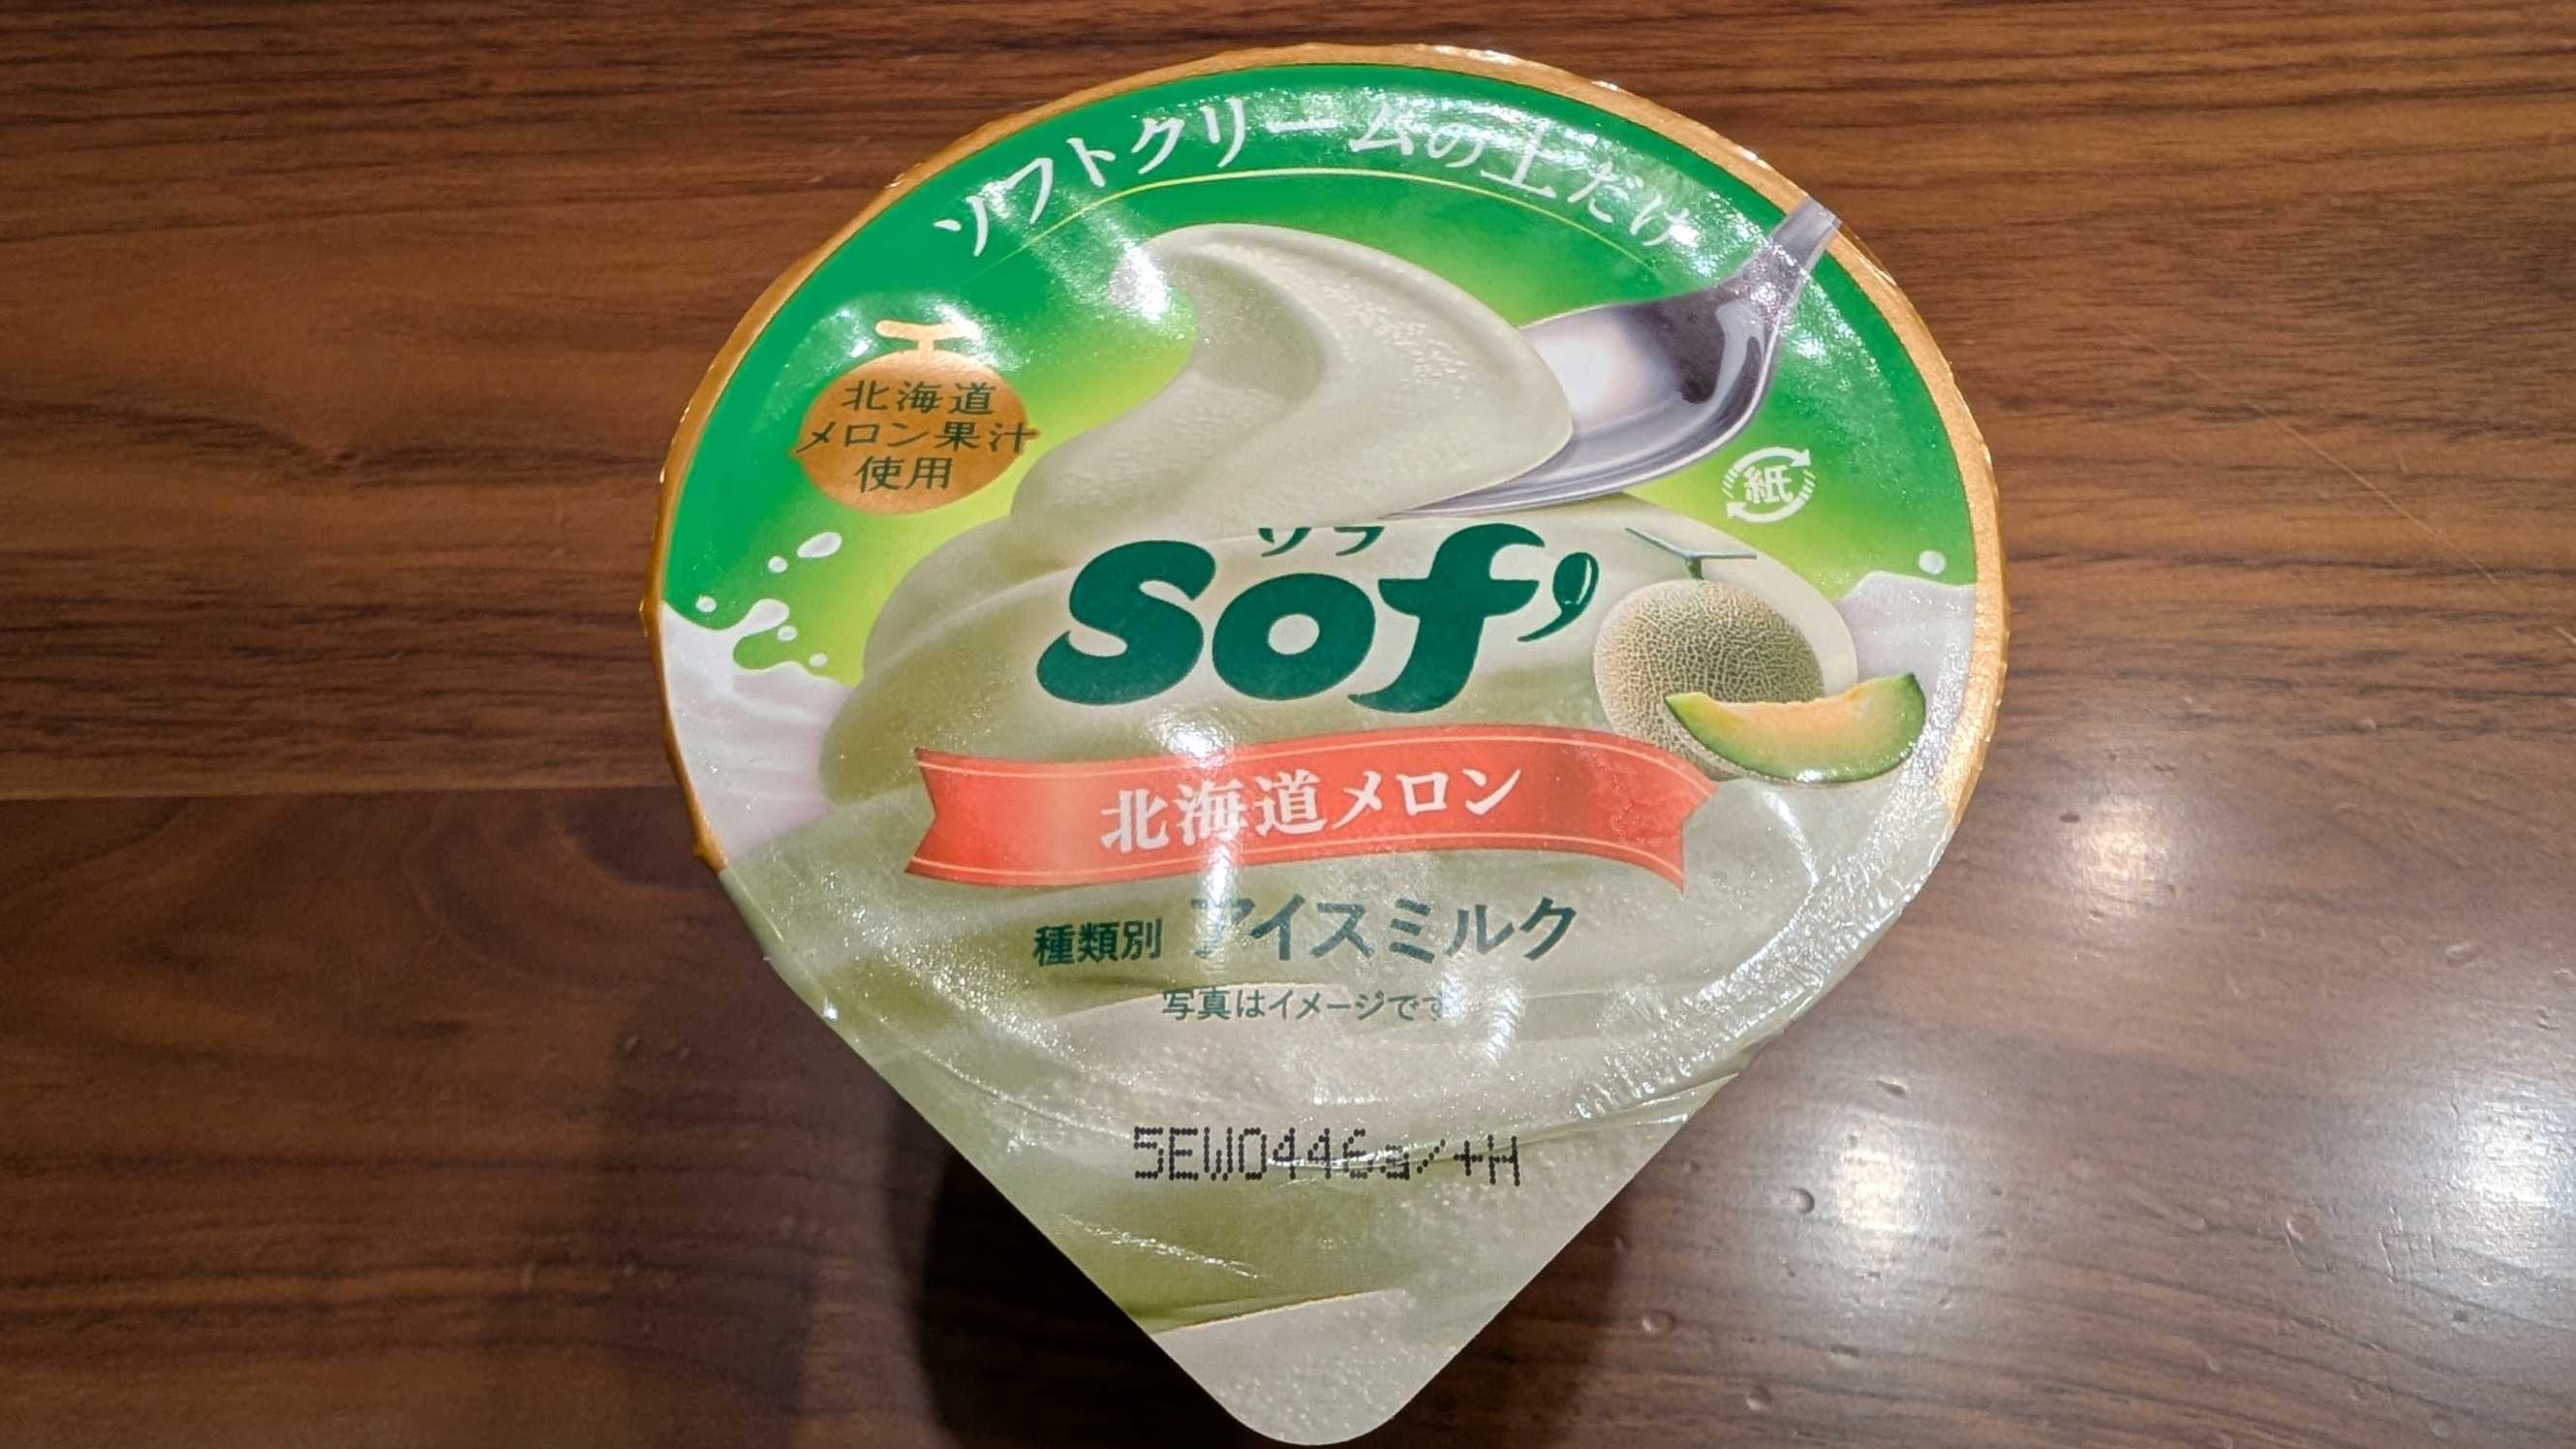 ソフトクリームの上だけ
北海道
メロン果汁
使用
紙
ソフ
Sof'
北海道メロン
種類別 アイスミルク
写真はイメージです
5EW0446a/+H